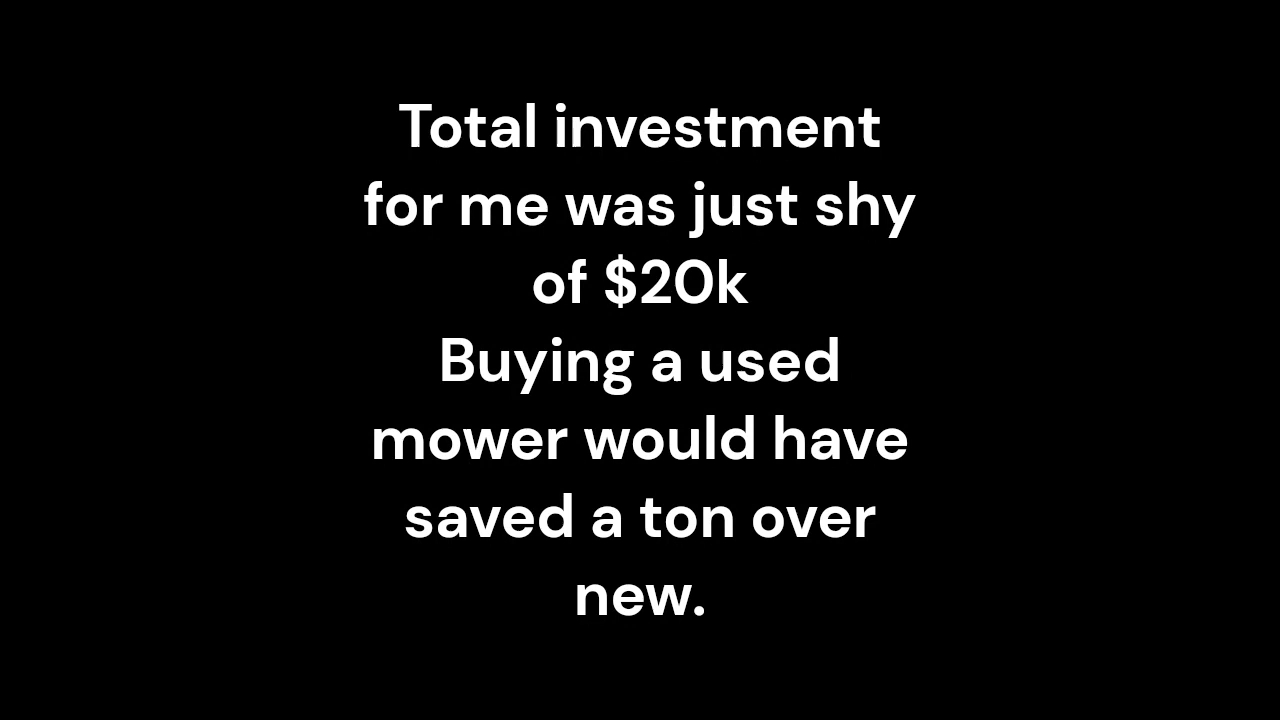 Total investment
for me was just shy
of $20k
Buying a used
mower would have
saved a ton over
new.